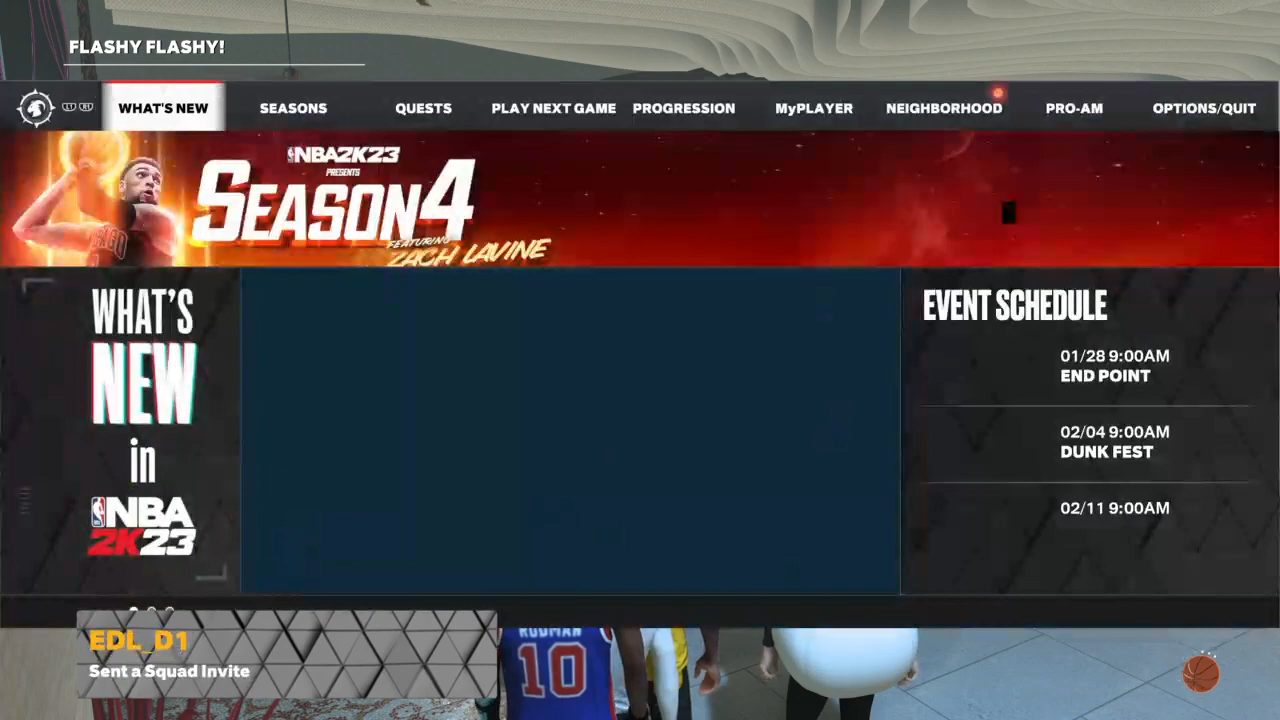 FLASHY FLASHY!
WHAT'S NEW
SEASONS
QUESTS
PLAY NEXT GAME
PROGRESSION
MyPLAYER
NEIGHBORHOOD
PRO-AM
OPTIONS/QUIT
NBA2K23
PRESENTS
SEASON 4
FEATURING
ZACH LAVINE
WHAT'S
NEW
in
NBA
2K23
EVENT SCHEDULE
01/28 9:00AM
END POINT
02/04 9:00AM
DUNK FEST
02/11 9:00AM
EDL_D1
Sent a Squad Invite
RODMAN
10